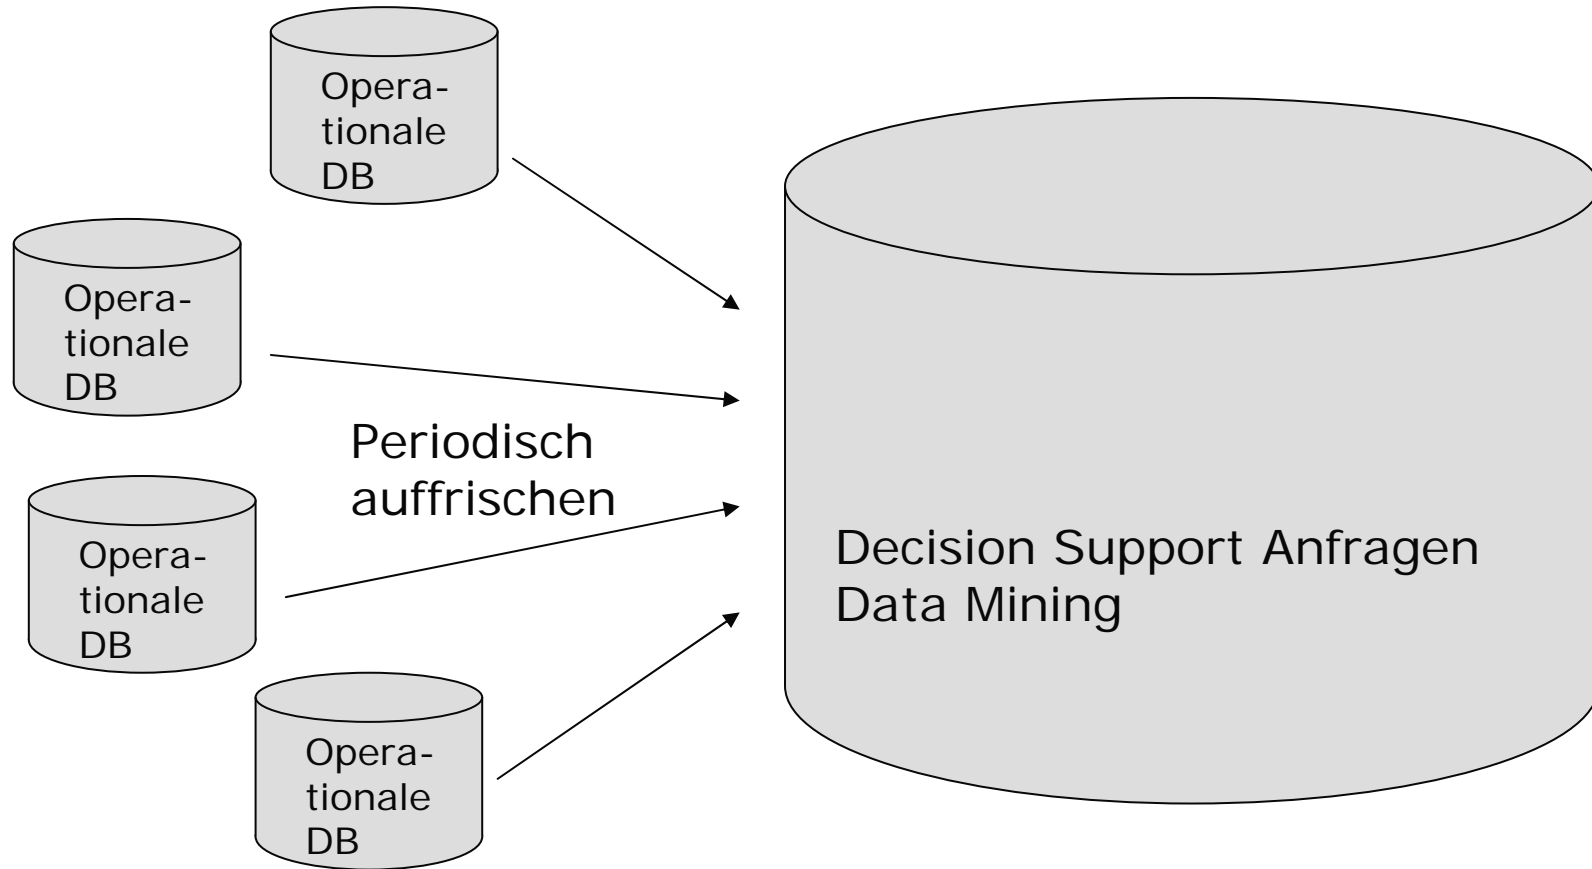 Opera-
tionale
DB
Opera-
tionale
DB
Periodisch
auffrischen
Opera-
tionale
DB
Opera-
tionale
DB
Decision Support Anfragen
Data Mining